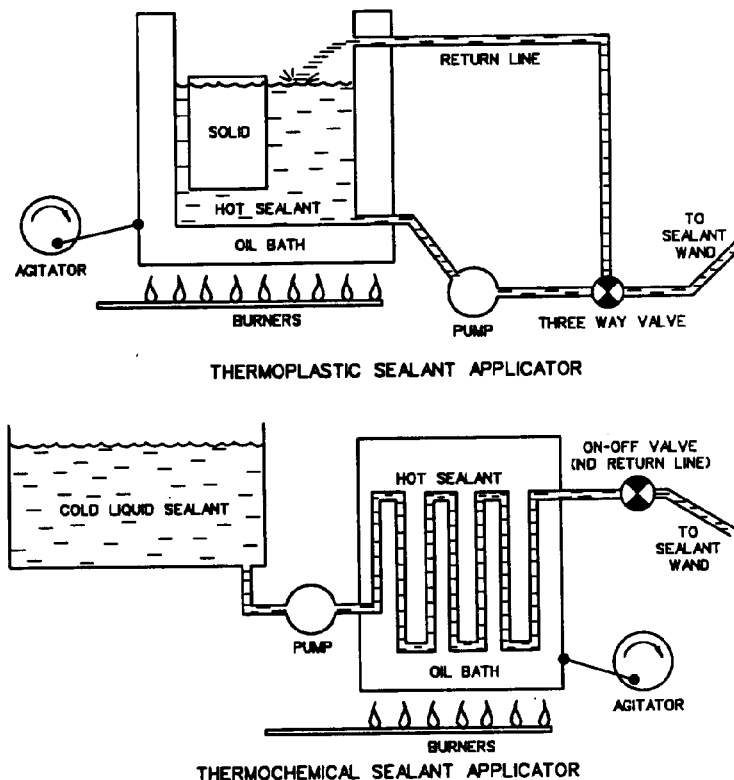 RETURN LINE
SOLID
HOT SEALANT
OIL BATH
AGITATOR
BURNERS
PUMP
THREE WAY VALVE
TO
SEALANT
WAND
THERMOPLASTIC SEALANT APPLICATOR
COLD LIQUID SEALANT
PUMP
HOT SEALANT
OIL BATH
ON-OFF VALVE
(NO RETURN LINE)
TO
SEALANT
WAND
AGITATOR
BURNERS
THERMOCHEMICAL SEALANT APPLICATOR